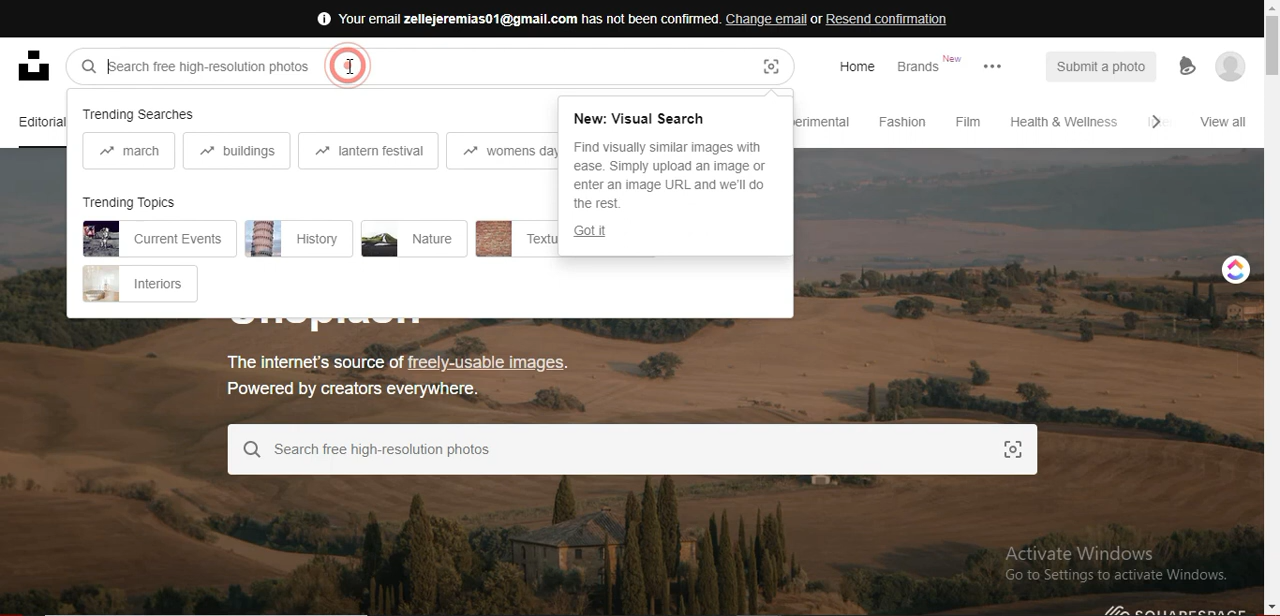 Your email zellejeremias01@gmail.com has not been confirmed. Change email or Resend confirmation
Search free high-resolution photos
Home
Brands
New
Submit a photo
Editorial
Trending Searches
march
buildings
lantern festival
womens day
New: Visual Search
Find visually similar images with
ease. Simply upload an image or
enter an image URL and we'll do
the rest.
Got it
Fashion
Film
Health & Wellness
View all
Trending Topics
Current Events
History
Nature
Interiors
Unsplash
The internet's source of freely-usable images.
Powered by creators everywhere.
Search free high-resolution photos
Activate Windows
Go to Settings to activate Windows.
SQUARESPACE